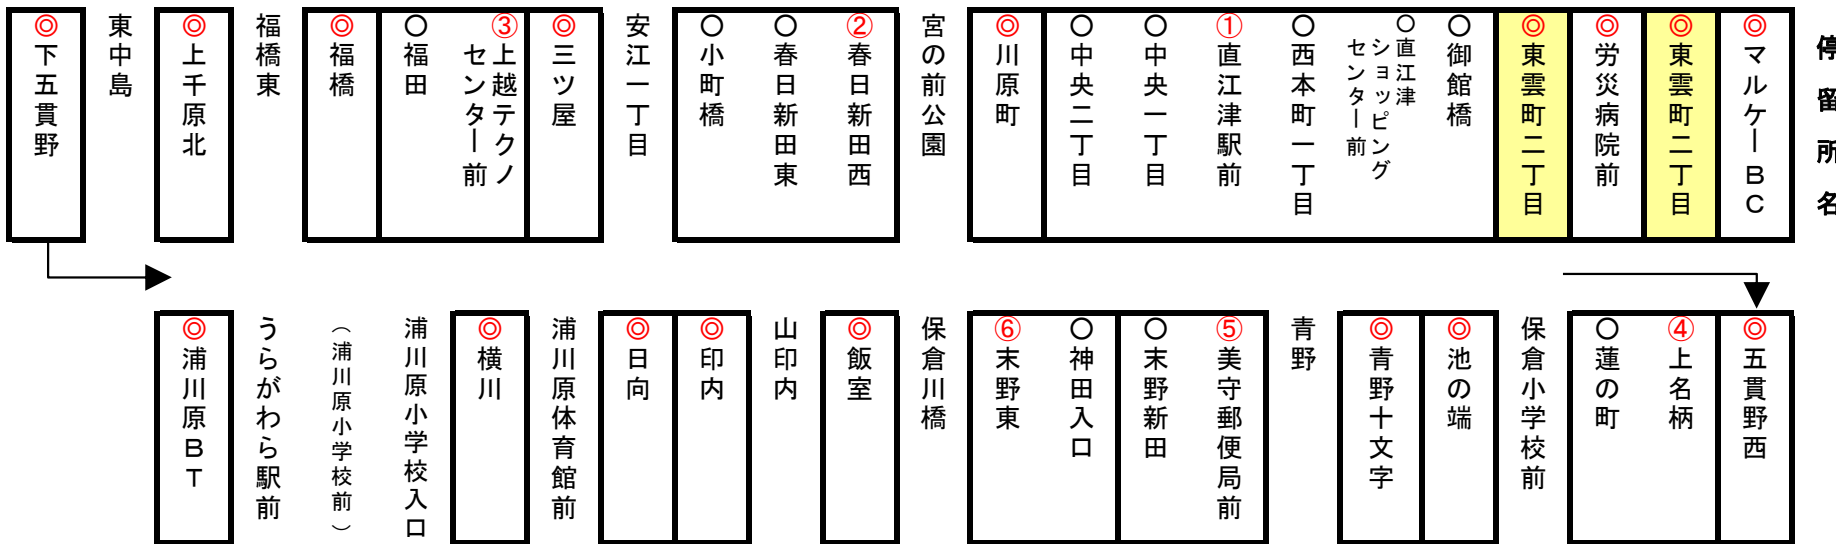 停留所名
◎マルケーBC
◎東雲町二丁目
◎労災病院前
◎東雲町二丁目
○御館橋
○直江津
ショッピング
センター前
○西本町一丁目
①直江津駅前
○中央一丁目
○中央二丁目
◎川原町
宮の前公園
②春日新田西
○春日新田東
○小町橋
安江一丁目
◎三ツ屋
③上越テクノ
センター前
○福田
◎福橋
福橋東
◎上千原北
東中島
◎下五貫野
◎五貫野西
④上名柄
○蓮の町
保倉小学校前
◎池の端
◎青野十文字
青野
⑤美守郵便局前
○末野新田
○神田入口
⑥末野東
保倉川橋
◎飯室
山印内
◎印内
◎日向
浦川原体育館前
◎横川
浦川原小学校入口
（浦川原小学校前）
うらがわら駅前
◎浦川原BT